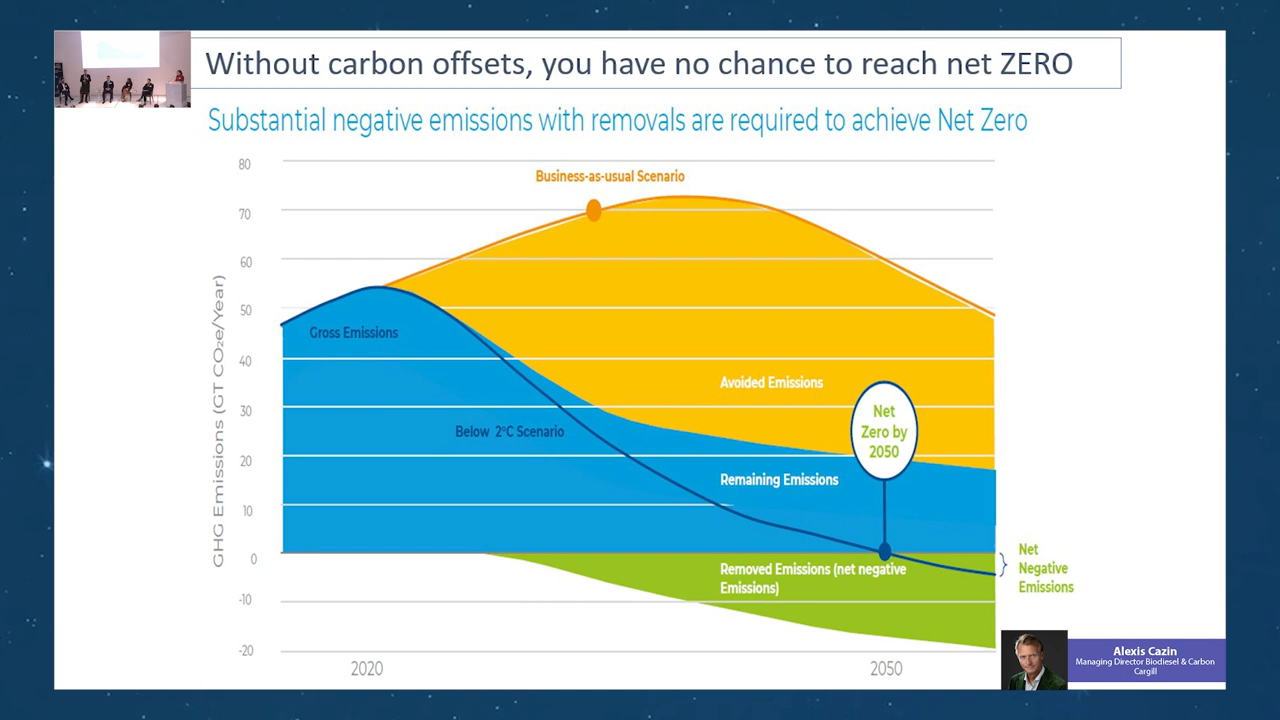 Without carbon offsets, you have no chance to reach net ZERO
Substantial negative emissions with removals are required to achieve Net Zero
GHG Emissions (GT CO₂e/Year)
80
70
60
50
40
30
20
10
0
-10
-20
Business-as-usual Scenario
Gross Emissions
Avoided Emissions
Net
Zero by
2050
Below 2°C Scenario
Remaining Emissions
Removed Emissions (net negative
Emissions)
Net
Negative
Emissions
2020
2050
Alexis Cazin
Managing Director Biodiesel & Carbon
Cargill